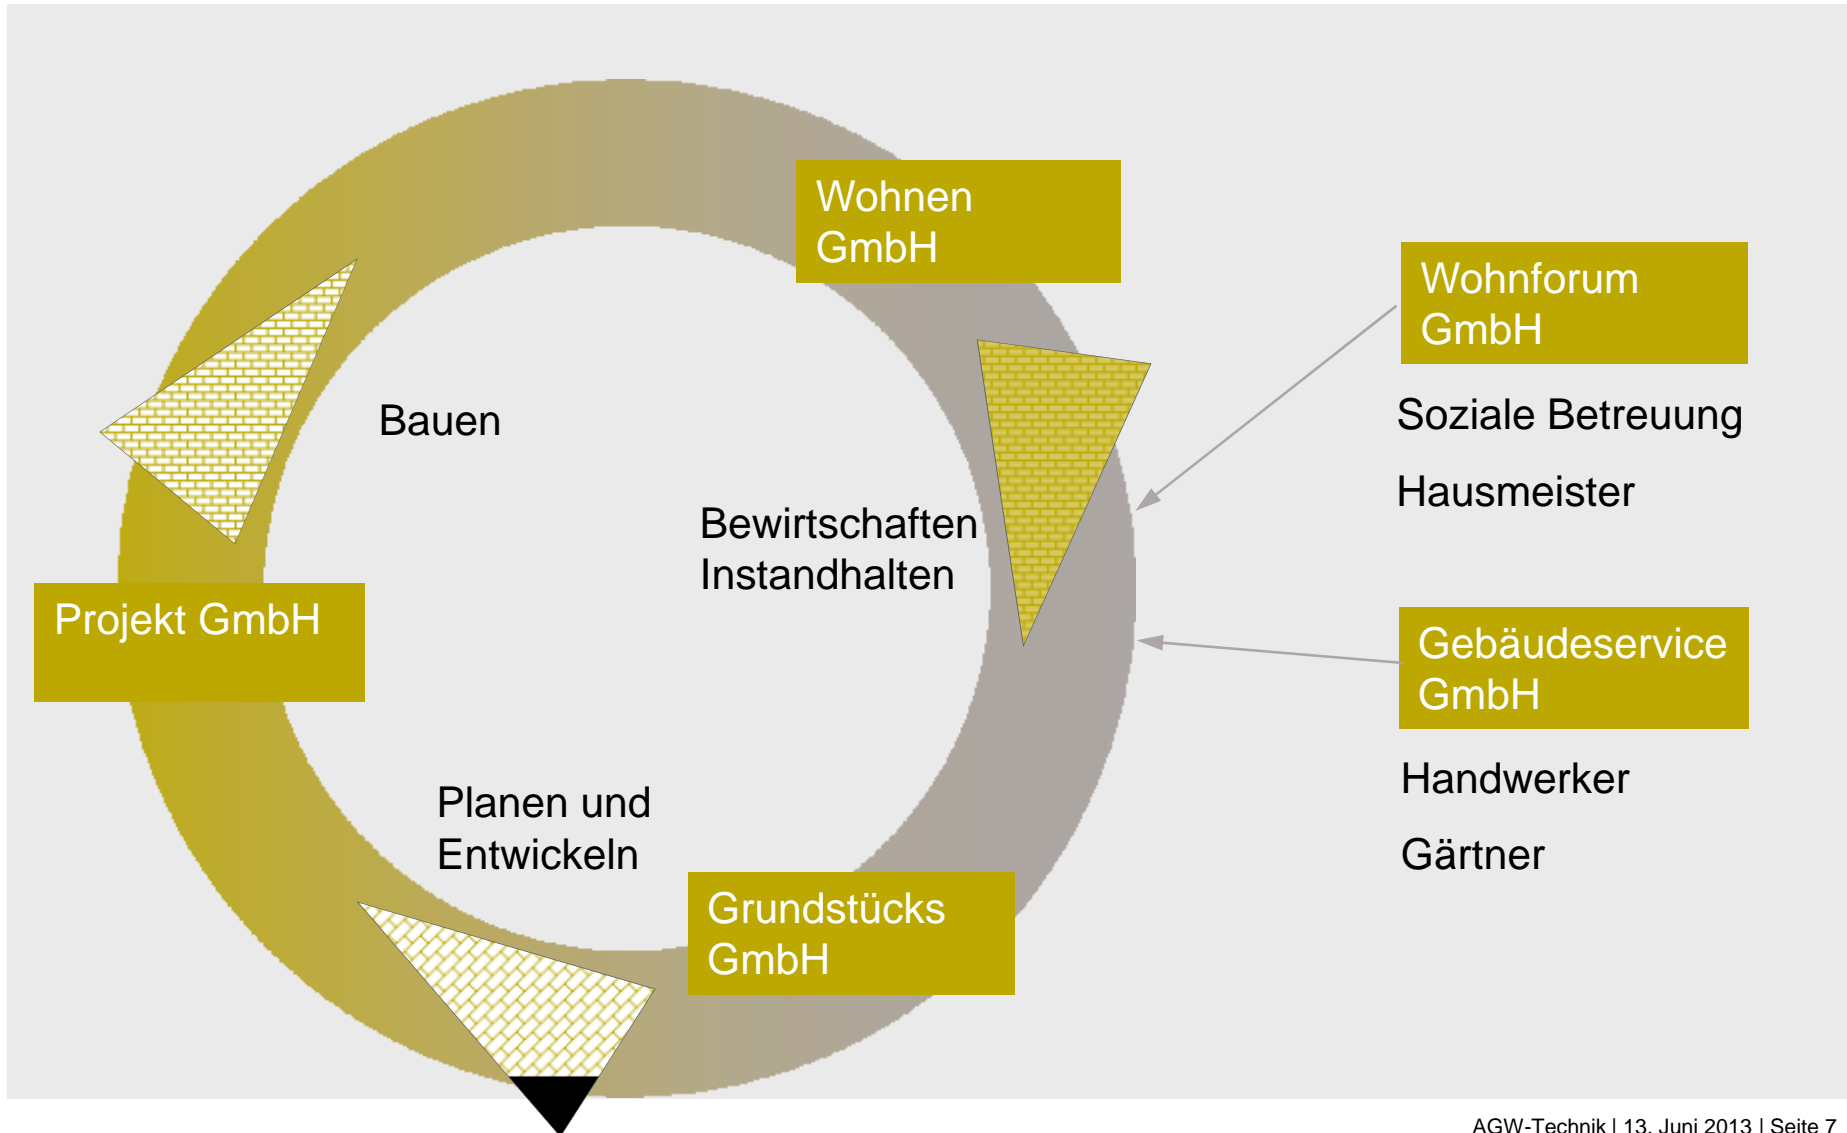 Wohnen
GmbH
Wohnforum
GmbH
Soziale Betreuung
Hausmeister
Bauen
Bewirtschaften
Instandhalten
Projekt GmbH
Gebäudeservice
GmbH
Handwerker
Gärtner
Planen und
Entwickeln
Grundstücks
GmbH
AGW-Technik | 13. Juni 2013 | Seite 7